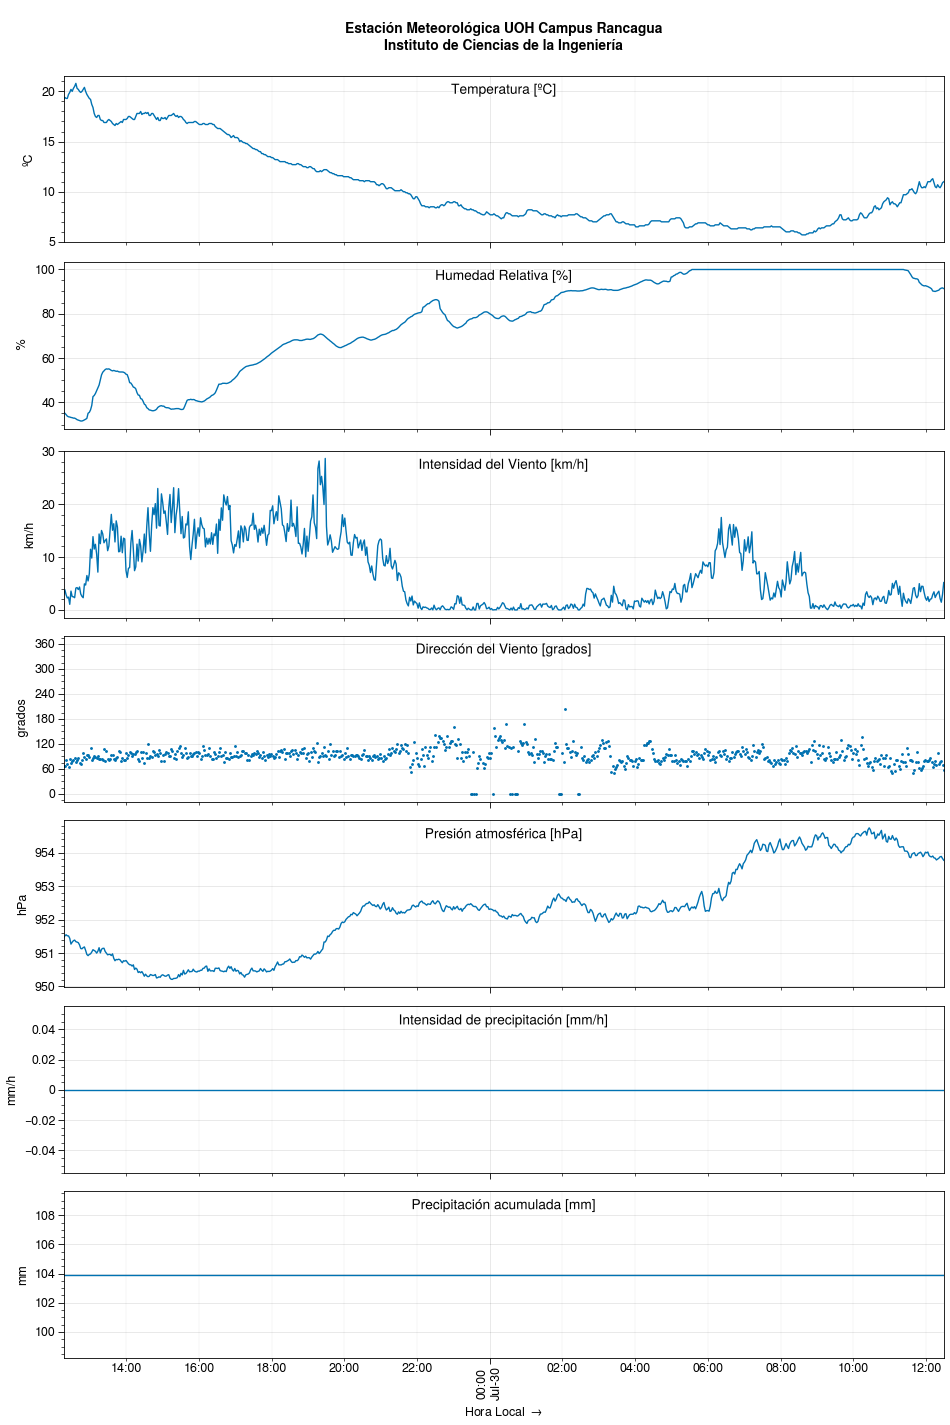 Estación Meteorológica UOH Campus Rancagua
Instituto de Ciencias de la Ingeniería
Temperatura [ºC]
20
15
10
5
ºC
Humedad Relativa [%]
100
80
60
40
%
Intensidad del Viento [km/h]
30
20
10
0
km/h
Dirección del Viento [grados]
360
300
240
180
120
60
0
grados
Presión atmosférica [hPa]
954
953
952
951
950
hPa
Intensidad de precipitación [mm/h]
0.04
0.02
0
−0.02
−0.04
mm/h
Precipitación acumulada [mm]
108
106
104
102
100
mm
14:00 16:00 18:00 20:00 22:00 00:00 02:00 04:00 06:00 08:00 10:00 12:00
Jul-30
Hora Local →